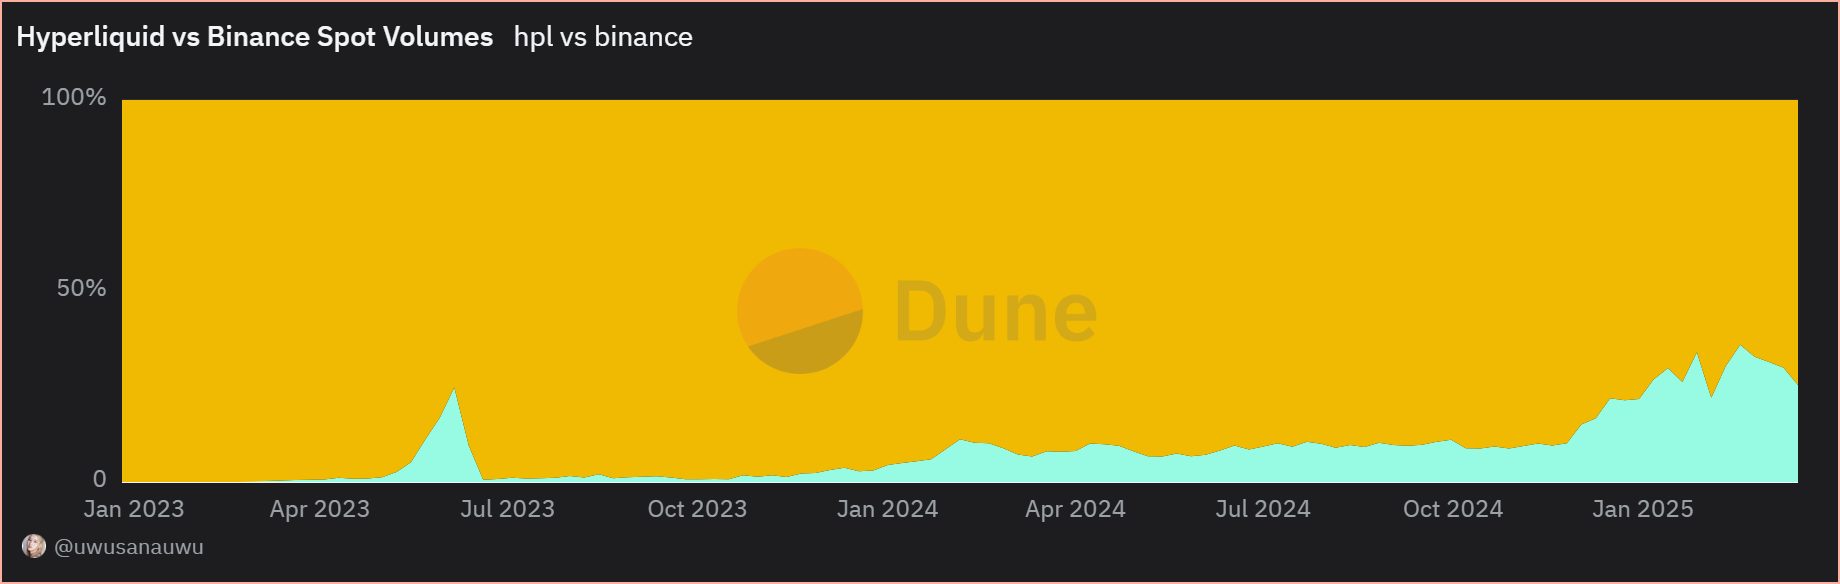 Hyperliquid vs Binance Spot Volumes hpl vs binance
100%
50%
0
Dune
Jan 2023 Apr 2023 Jul 2023 Oct 2023 Jan 2024 Apr 2024 Jul 2024 Oct 2024 Jan 2025
@uwusanauwu